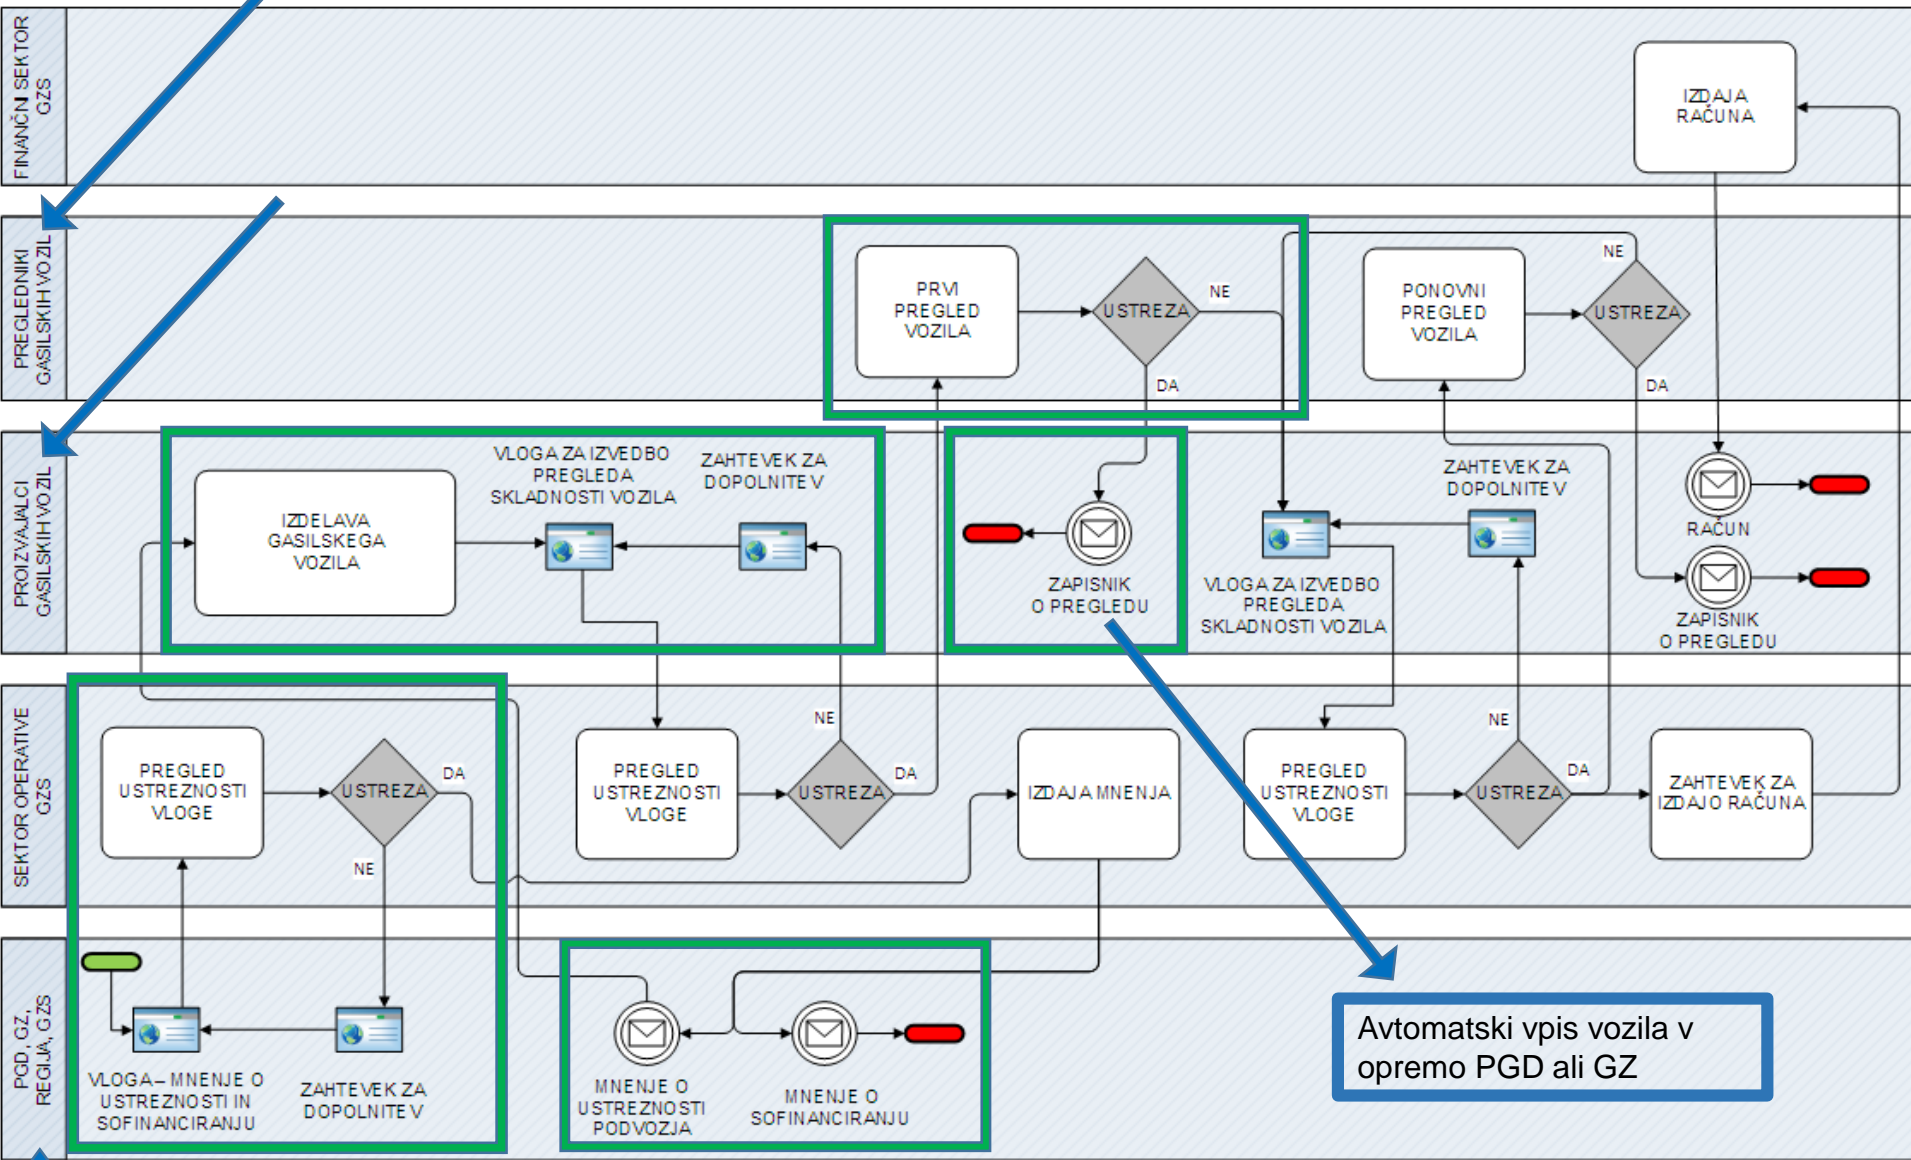 FINANČNI SEKTOR
GZS
IZDAJA
RAČUNA
PREGLEDNIKI
GASILSKIH VOZIL
PRVI
PREGLED
VOZILA
USTREZA
NE
DA
PONOVNI
PREGLED
VOZILA
NE
USTREZA
DA
PROIZVAJALCI
GASILSKIH VOZIL
IZDELAVA
GASILSKEGA
VOZILA
VLOGA ZA IZVEDBO
PREGLEDA
SKLADNOSTI VOZILA
ZAHTEVEK ZA
DOPOLNITEV
ZAPISNIK
O PREGLEDU
VLOGA ZA IZVEDBO
PREGLEDA
SKLADNOSTI VOZILA
ZAHTEVEK ZA
DOPOLNITEV
RAČUN
ZAPISNIK
O PREGLEDU
SEKTOR OPERATIVE
GZS
PREGLED
USTREZNOSTI
VLOGE
USTREZA
DA
NE
PREGLED
USTREZNOSTI
VLOGE
NE
USTREZA
DA
IZDAJA MNENJA
PREGLED
USTREZNOSTI
VLOGE
NE
USTREZA
DA
ZAHTEVEK ZA
IZDAJO RAČUNA
PGD, GZ,
REGIJA, GZS
VLOGA – MNENJE O
USTREZNOSTI IN
SOFINANCIRANJU
ZAHTEVEK ZA
DOPOLNITEV
MNENJE O
USTREZNOSTI
PODVOZJA
MNENJE O
SOFINANCIRANJU
Avtomatski vpis vozila v
opremo PGD ali GZ